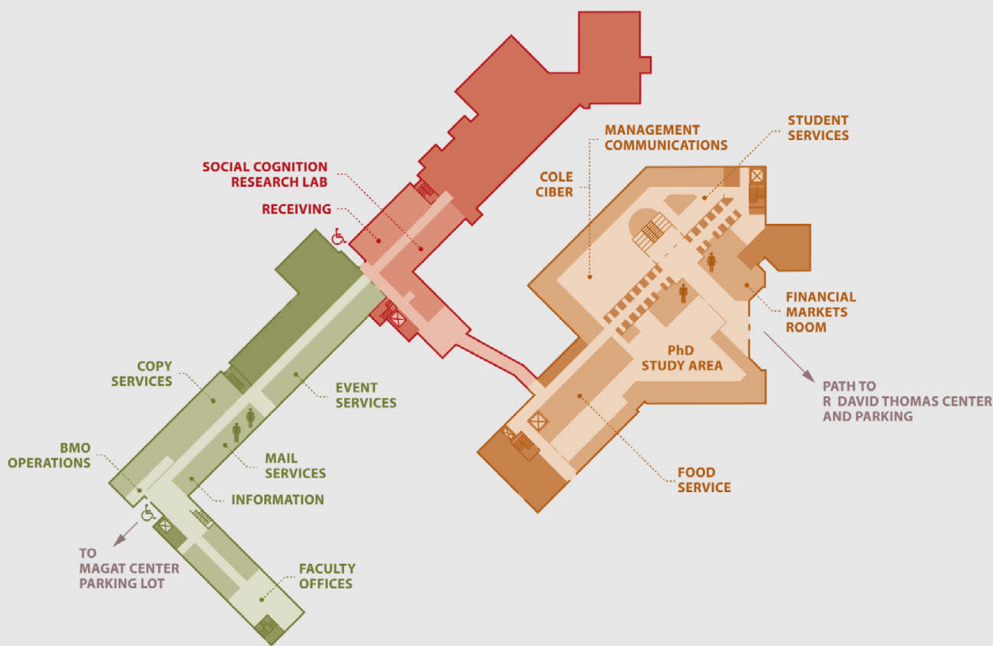 STUDENT
SERVICES
MANAGEMENT
COMMUNICATIONS
COLE
CIBER
SOCIAL COGNITION
RESEARCH LAB
RECEIVING
FINANCIAL
MARKETS
ROOM
PhD
STUDY AREA
COPY
SERVICES
EVENT
SERVICES
PATH TO
R DAVID THOMAS CENTER
AND PARKING
BMO
OPERATIONS
MAIL
SERVICES
INFORMATION
FOOD
SERVICE
TO
MAGAT CENTER
PARKING LOT
FACULTY
OFFICES